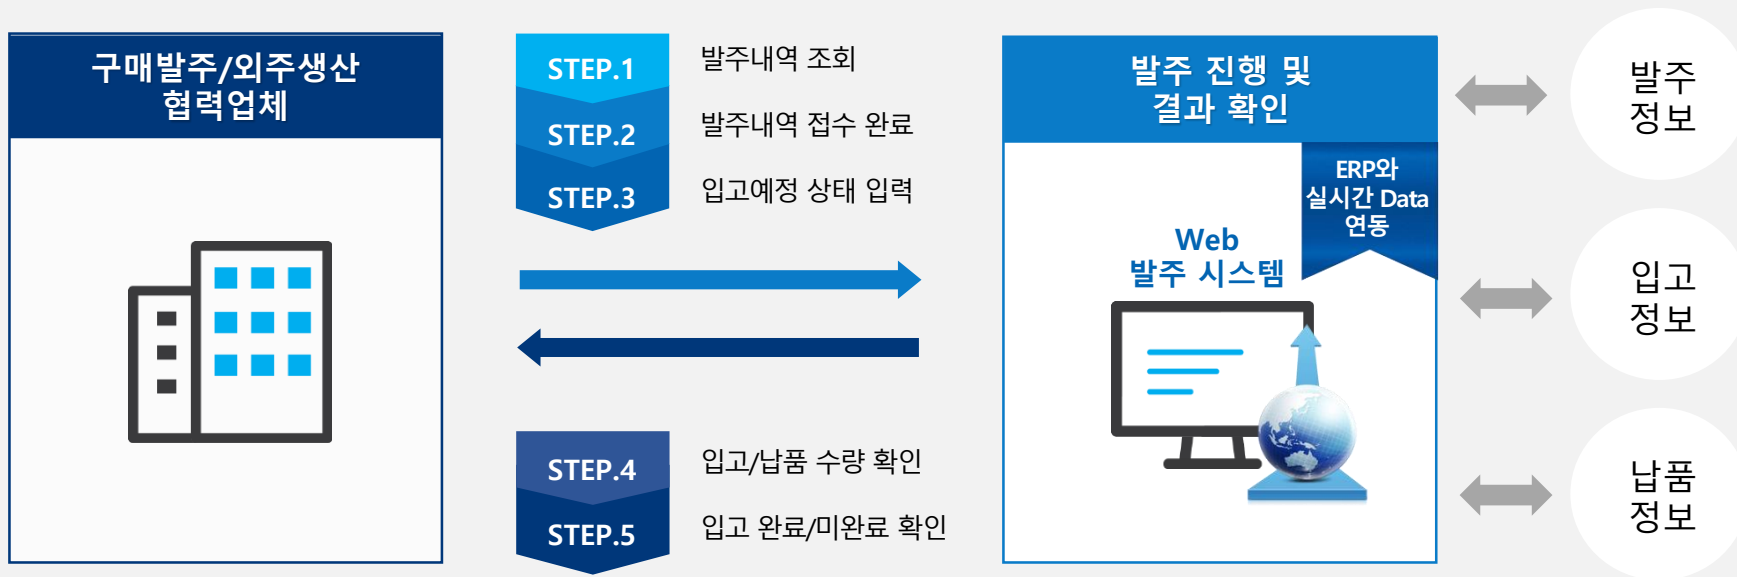 구매발주/외주생산
협력업체
STEP.1
발주내역 조회
STEP.2
발주내역 접수 완료
STEP.3
입고예정 상태 입력
STEP.4
입고/납품 수량 확인
STEP.5
입고 완료/미완료 확인
발주 진행 및
결과 확인
ERP와
실시간 Data
연동
Web
발주 시스템
발주
정보
입고
정보
납품
정보